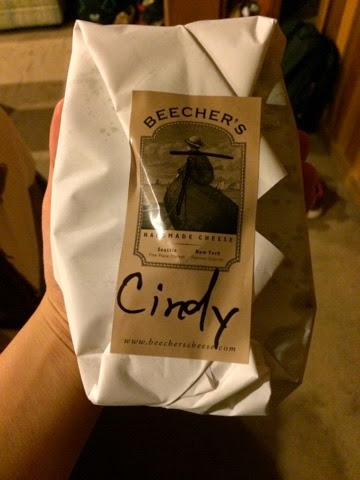 BEECHER'S
HANDMADE CHEESE
Seattle New York
Cindy
www.beecherscheese.com